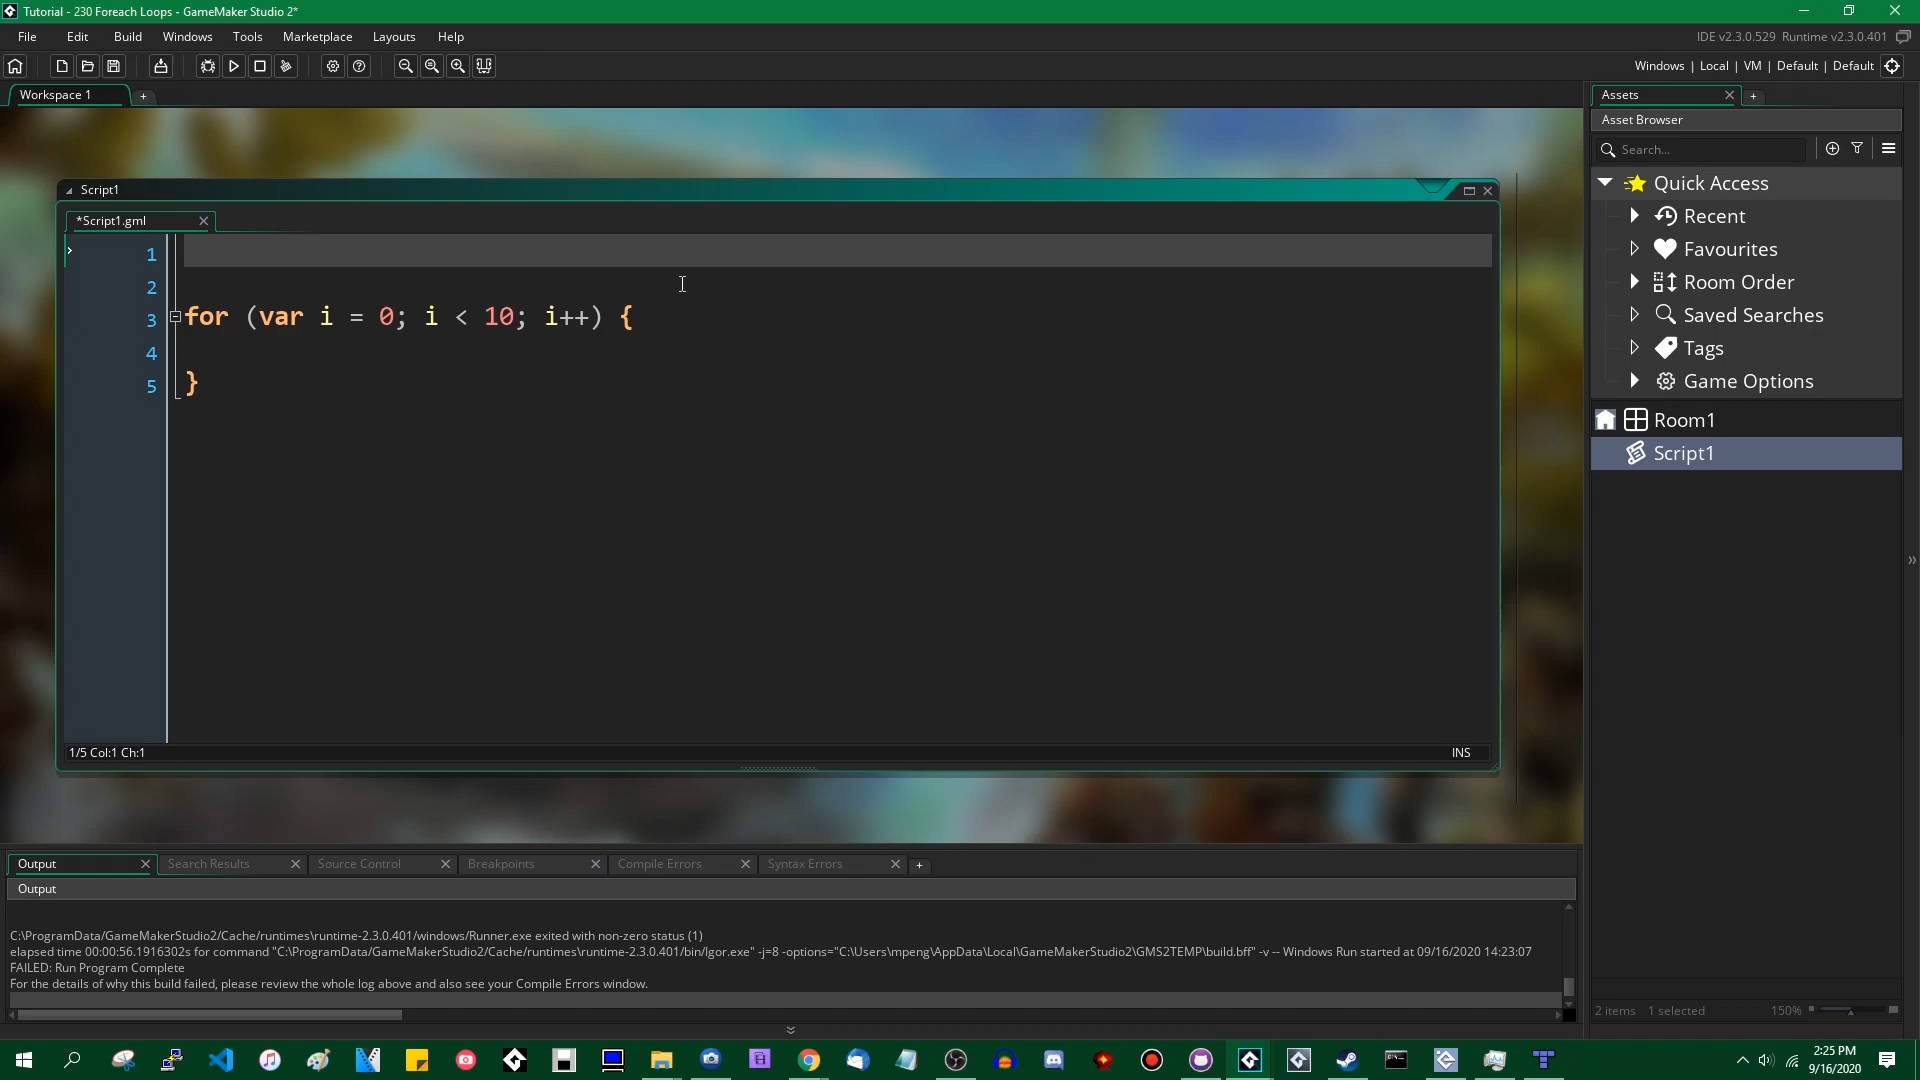 Tutorial - 230 Foreach Loops - GameMaker Studio 2*
File Edit Build Windows Tools Marketplace Layouts Help
IDE v2.3.0.529 Runtime v2.3.0.401
Windows | Local | VM | Default | Default
Workspace 1
Assets
Asset Browser
Search...
Quick Access
Recent
Favourites
Room Order
Saved Searches
Tags
Game Options
Room1
Script1
2 items 1 selected
150%
Script1
*Script1.gml
1
2
3 for (var i = 0; i < 10; i++) {
4
5 }
1/5 Col:1 Ch:1
INS
Output Search Results Source Control Breakpoints Compile Errors Syntax Errors
Output
C:\ProgramData/GameMakerStudio2/Cache/runtimes\runtime-2.3.0.401/windows/Runner.exe exited with non-zero status (1)
elapsed time 00:00:56.1916302s for command "C:\ProgramData/GameMakerStudio2/Cache/runtimes\runtime-2.3.0.401/bin/Igor.exe" -j=8 -options="C:\Users\mpeng\AppData\Local\GameMakerStudio2\GMS2TEMP\build.bff" -v -- Windows Run started at 09/16/2020 14:23:07
FAILED: Run Program Complete
For the details of why this build failed, please review the whole log above and also see your Compile Errors window.
2:25 PM
9/16/2020